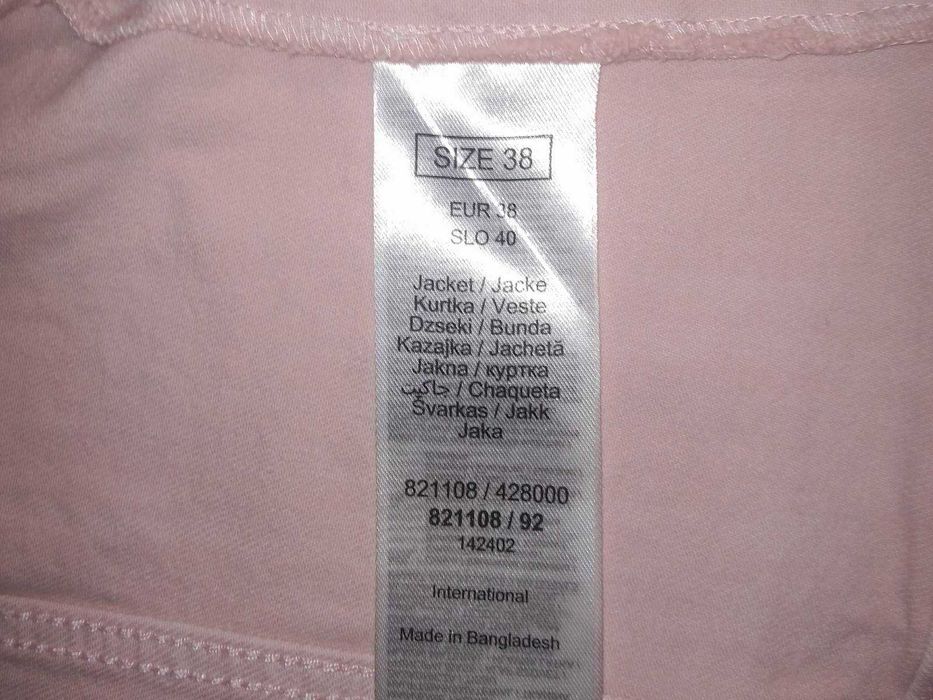 SIZE 38
EUR 38
SLO 40
Jacket / Jacke
Kurtka / Veste
Dzseki / Bunda
Kazajka / Jachetă
Jakna / куртка
جاكيت / Chaqueta
Švarkas / Jakk
Jaka
821108 / 428000
821108 / 92
142402
International
Made in Bangladesh